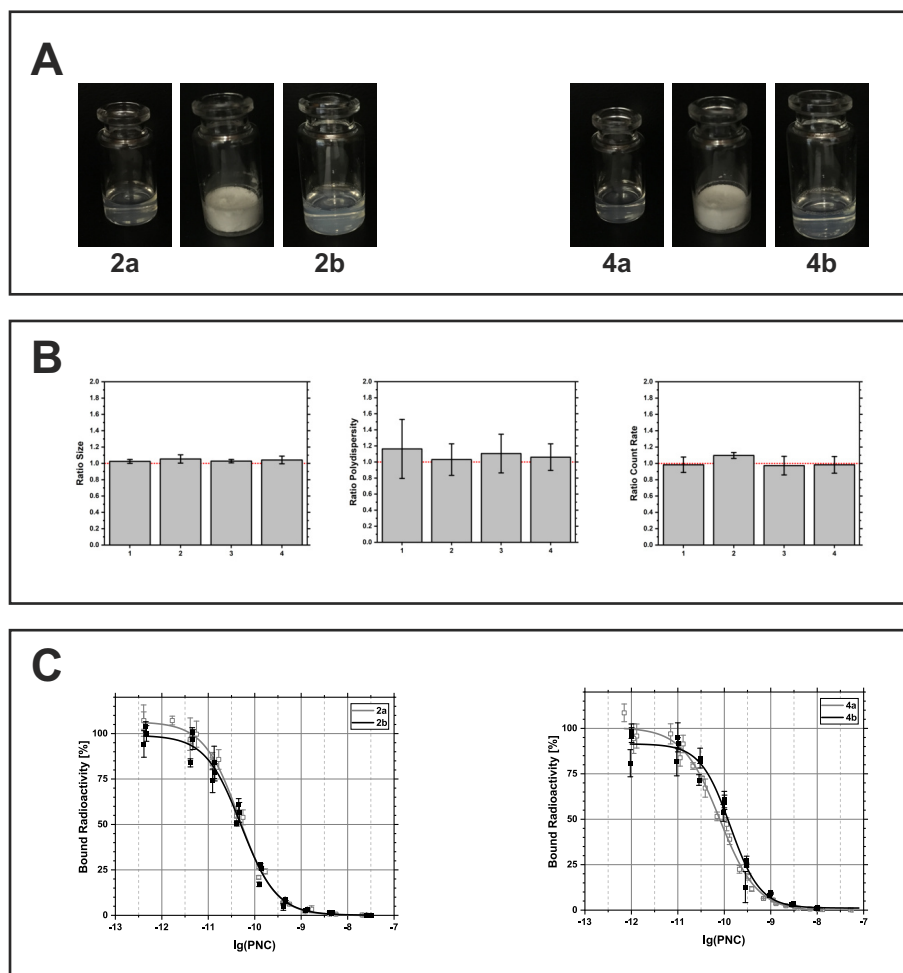 A
2a 2b 4a 4b
B
Ratio Size
2.0
1.8
1.6
1.4
1.2
1.0
0.8
0.6
0.4
0.2
0.0
1 2 3 4
Ratio Polydispersity
2.0
1.8
1.6
1.4
1.2
1.0
0.8
0.6
0.4
0.2
0.0
1 2 3 4
Ratio Count Rate
2.0
1.8
1.6
1.4
1.2
1.0
0.8
0.6
0.4
0.2
0.0
1 2 3 4
C
Bound Radioactivity [%]
100
75
50
25
0
2a
2b
-13 -12 -11 -10 -9 -8 -7
lg(PNC)
Bound Radioactivity [%]
100
75
50
25
0
4a
4b
-13 -12 -11 -10 -9 -8 -7
lg(PNC)